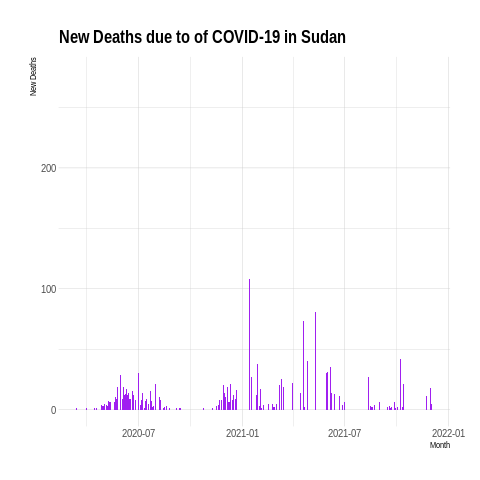 New Deaths due to of COVID-19 in Sudan
New Deaths
200
100
0
2020-07 2021-01 2021-07 2022-01
Month